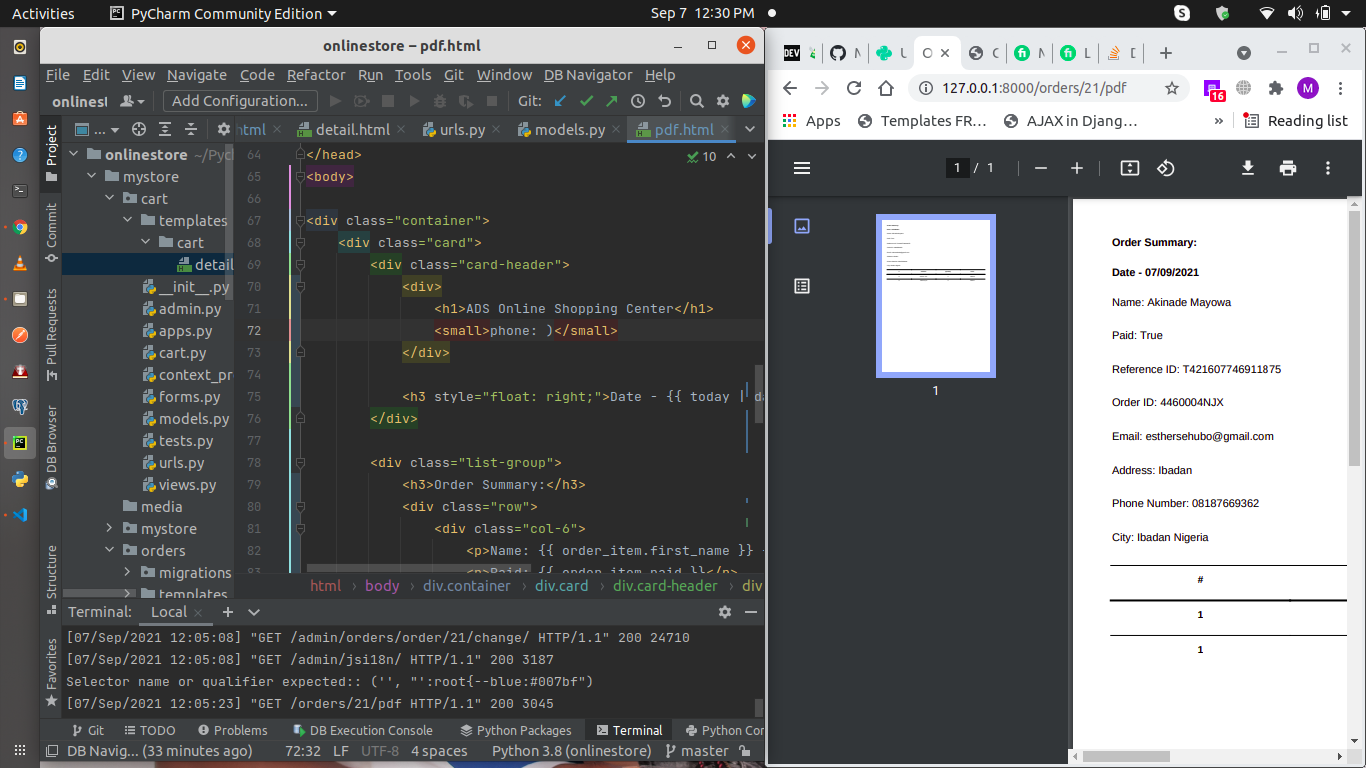 Activities PyCharm Community Edition Sep 7 12:30 PM
onlinestore – pdf.html
File Edit View Navigate Code Refactor Run Tools Git Window DB Navigator Help
onlinest Add Configuration... Git:
Project
Commit
Pull Requests
DB Browser
Structure
Favorites
... html detail.html urls.py models.py pdf.html
onlinestore ~/Pyc
mystore
cart
templates
cart
detail
__init__.py
admin.py
apps.py
cart.py
context_pr
forms.py
models.py
tests.py
urls.py
views.py
media
mystore
orders
migrations
templates
10
64 </head>
65 <body>
66
67 <div class="container">
68 <div class="card">
69 <div class="card-header">
70 <div>
71 <h1>ADS Online Shopping Center</h1>
72 <small>phone: )</small>
73 </div>
74
75 <h3 style="float: right;">Date - {{ today | da
76 </div>
77
78 <div class="list-group">
79 <h3>Order Summary:</h3>
80 <div class="row">
81 <div class="col-6">
82 <p>Name: {{ order_item.first_name }}
83 <p>Paid: {{ order_item.paid }}</p>
html body div.container div.card div.card-header div
Terminal: Local
[07/Sep/2021 12:05:08] "GET /admin/orders/order/21/change/ HTTP/1.1" 200 24710
[07/Sep/2021 12:05:08] "GET /admin/jsi18n/ HTTP/1.1" 200 3187
Selector name or qualifier expected:: ('', "':root{--blue:#007bf")
[07/Sep/2021 12:05:23] "GET /orders/21/pdf HTTP/1.1" 200 3045
Git TODO Problems DB Execution Console Python Packages Terminal Python Con
DB Navig... (33 minutes ago) 72:32 LF UTF-8 4 spaces Python 3.8 (onlinestore) master
DEV
127.0.0.1:8000/orders/21/pdf
16 M
Apps Templates FR... AJAX in Djang... » Reading list
1 / 1
1
Order Summary:
Date - 07/09/2021
Name: Akinade Mayowa
Paid: True
Reference ID: T421607746911875
Order ID: 4460004NJX
Email: esthersehubo@gmail.com
Address: Ibadan
Phone Number: 08187669362
City: Ibadan Nigeria
#
1
1